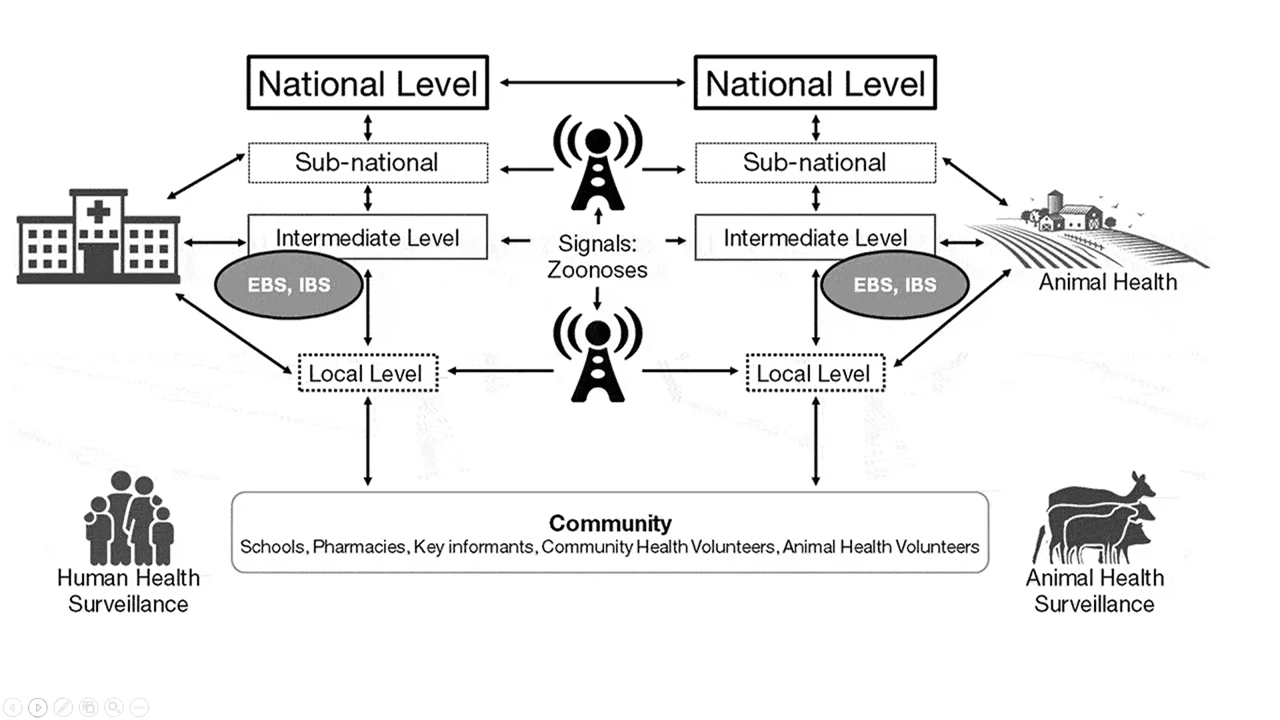 National Level
National Level
Sub-national
Sub-national
Intermediate Level
Signals:
Zoonoses
Intermediate Level
EBS, IBS
EBS, IBS
Animal Health
Local Level
Local Level
Community
Schools, Pharmacies, Key informants, Community Health Volunteers, Animal Health Volunteers
Human Health
Surveillance
Animal Health
Surveillance